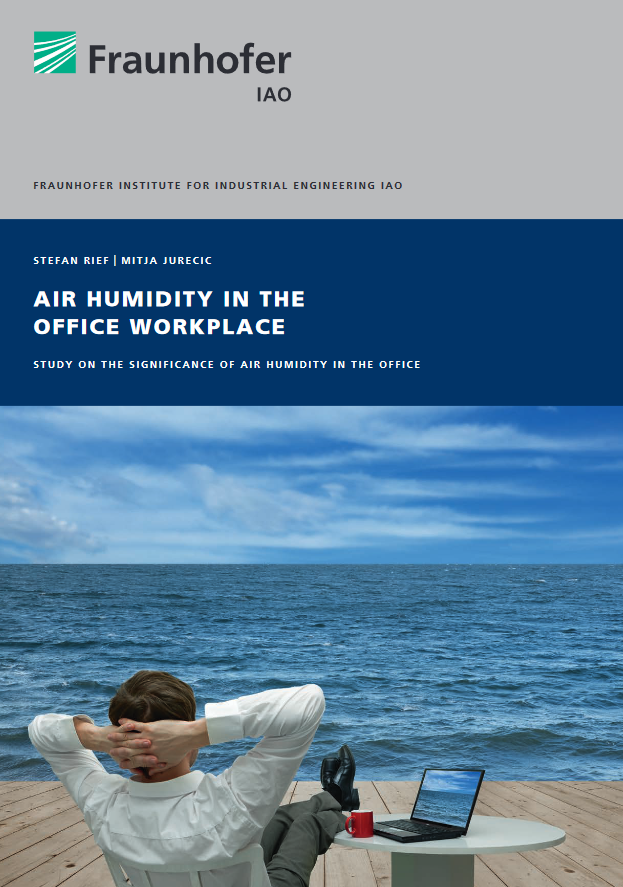 Fraunhofer
IAO
FRAUNHOFER INSTITUTE FOR INDUSTRIAL ENGINEERING IAO
STEFAN RIEF | MITJA JURECIC
AIR HUMIDITY IN THE
OFFICE WORKPLACE
STUDY ON THE SIGNIFICANCE OF AIR HUMIDITY IN THE OFFICE